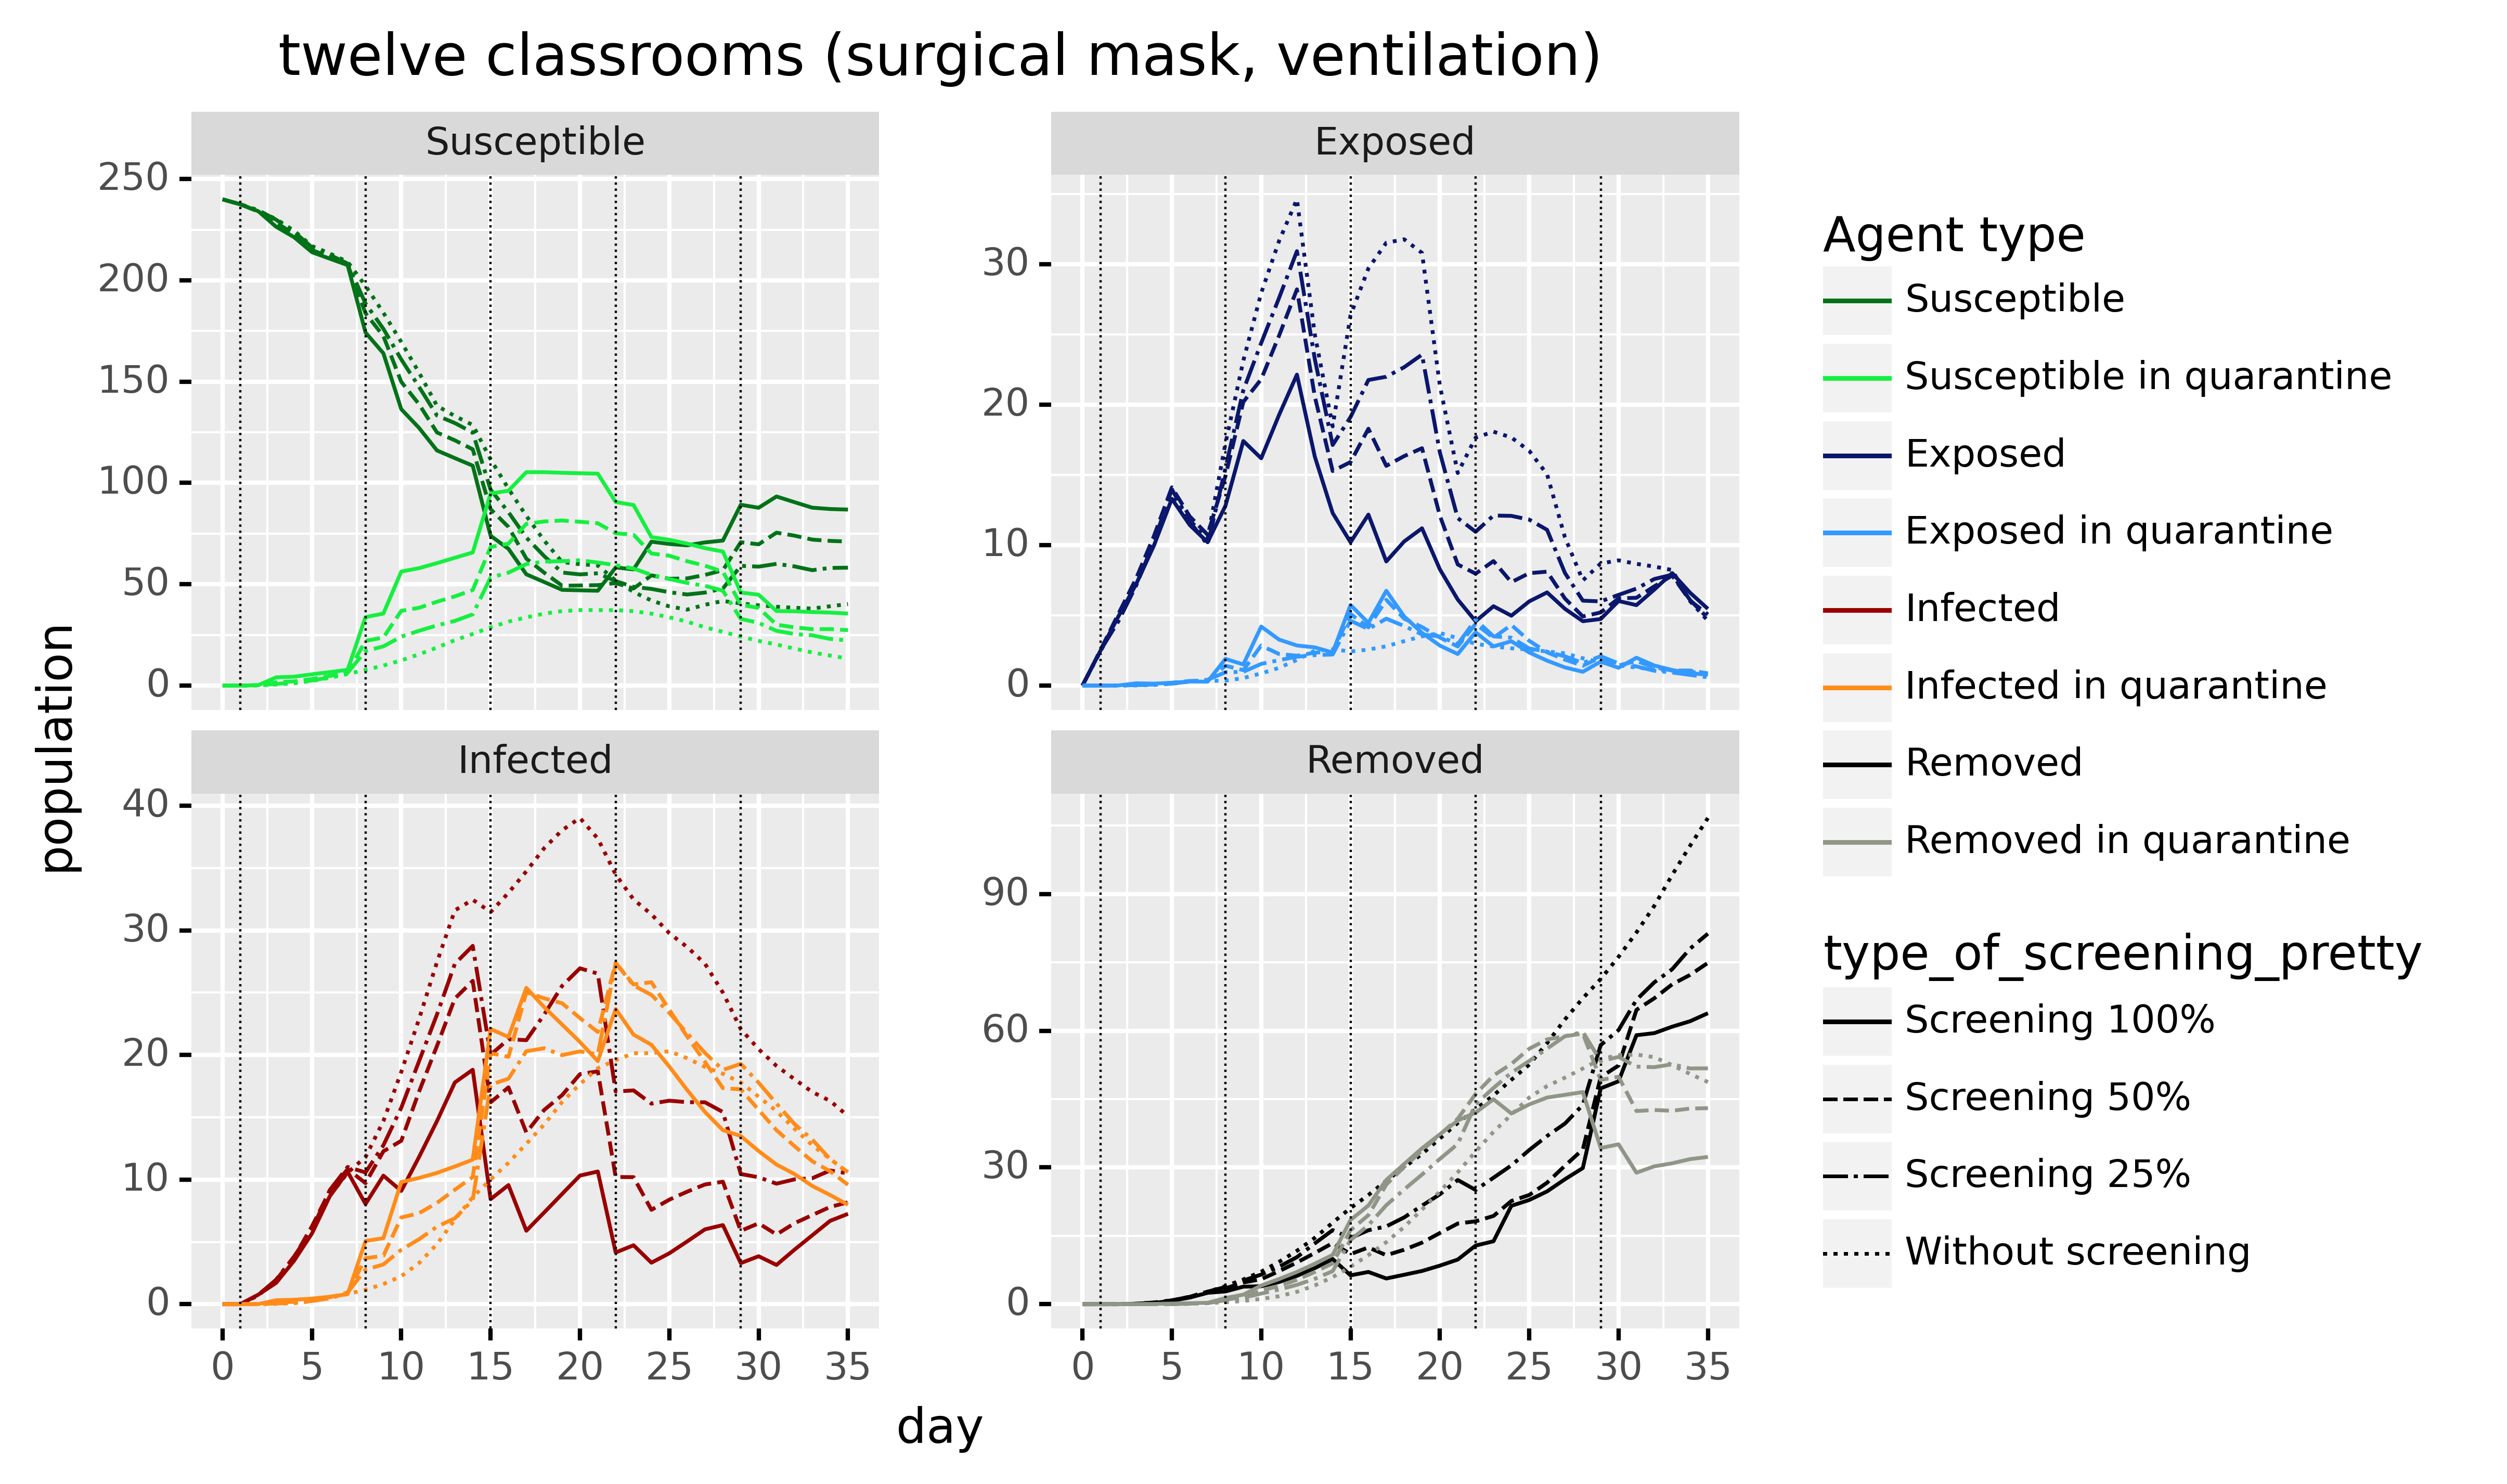 twelve classrooms (surgical mask, ventilation)
Susceptible
Exposed
250
200
150
100
50
0
30
20
10
0
Infected
Removed
40
30
20
10
0
90
60
30
0
0 5 10 15 20 25 30 35
0 5 10 15 20 25 30 35
population
day
Agent type
Susceptible
Susceptible in quarantine
Exposed
Exposed in quarantine
Infected
Infected in quarantine
Removed
Removed in quarantine
type_of_screening_pretty
Screening 100%
Screening 50%
Screening 25%
Without screening